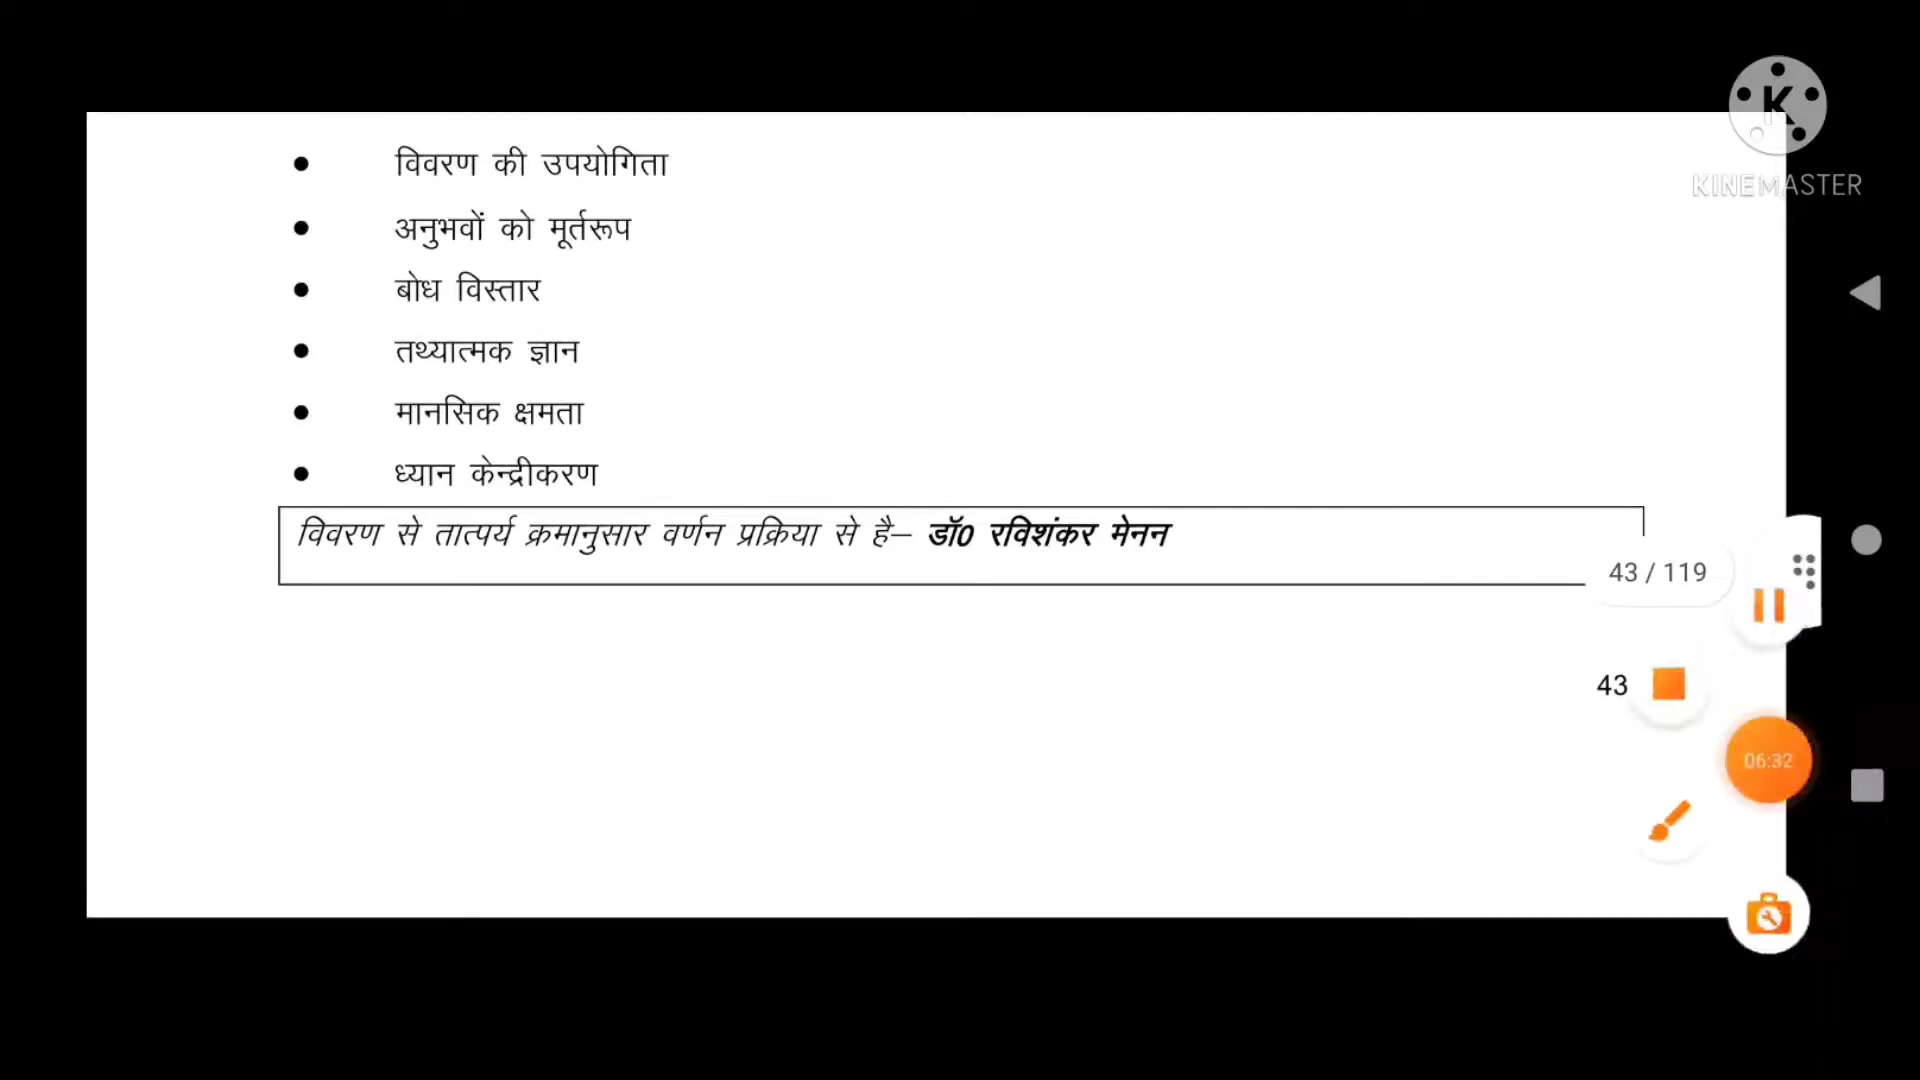 K
KINEMASTER
● विवरण की उपयोगिता
● अनुभवों को मूर्तरूप
● बोध विस्तार
● तथ्यात्मक ज्ञान
● मानसिक क्षमता
● ध्यान केन्द्रीकरण
विवरण से तात्पर्य क्रमानुसार वर्णन प्रक्रिया से है– डॉ0 रविशंकर मेनन
43 / 119
43
06:32